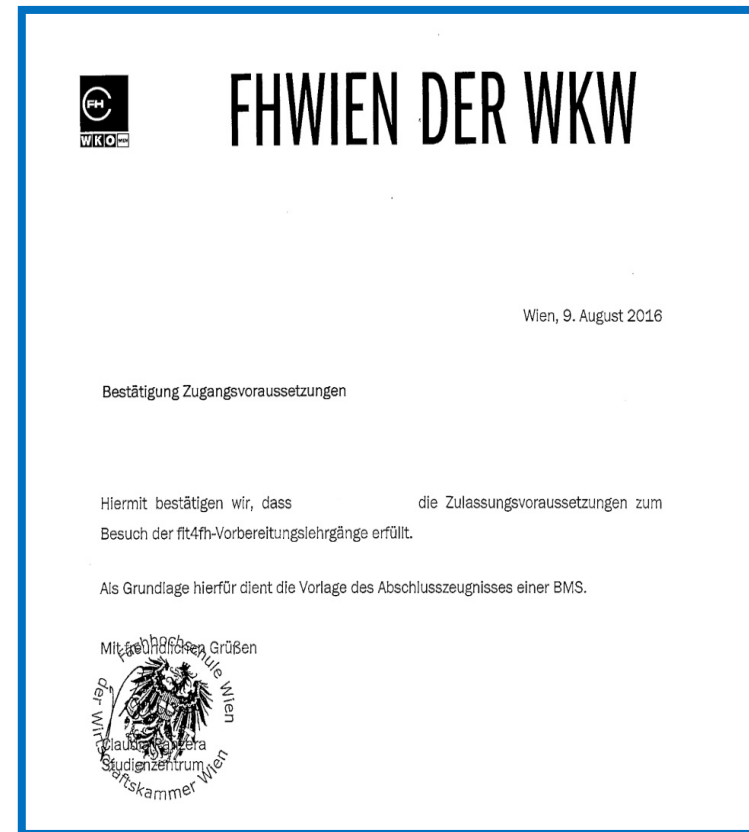 FH
WKO WIEN
FHWIEN DER WKW
Wien, 9. August 2016
Bestätigung Zugangsvoraussetzungen
Hiermit bestätigen wir, dass die Zulassungsvoraussetzungen zum
Besuch der fit4fh-Vorbereitungslehrgänge erfüllt.
Als Grundlage hierfür dient die Vorlage des Abschlusszeugnisses einer BMS.
Mit freundlichen Grüßen
Fachhochschule Wien
der Wirtschaftskammer Wien
Claudia
Studienzentrum